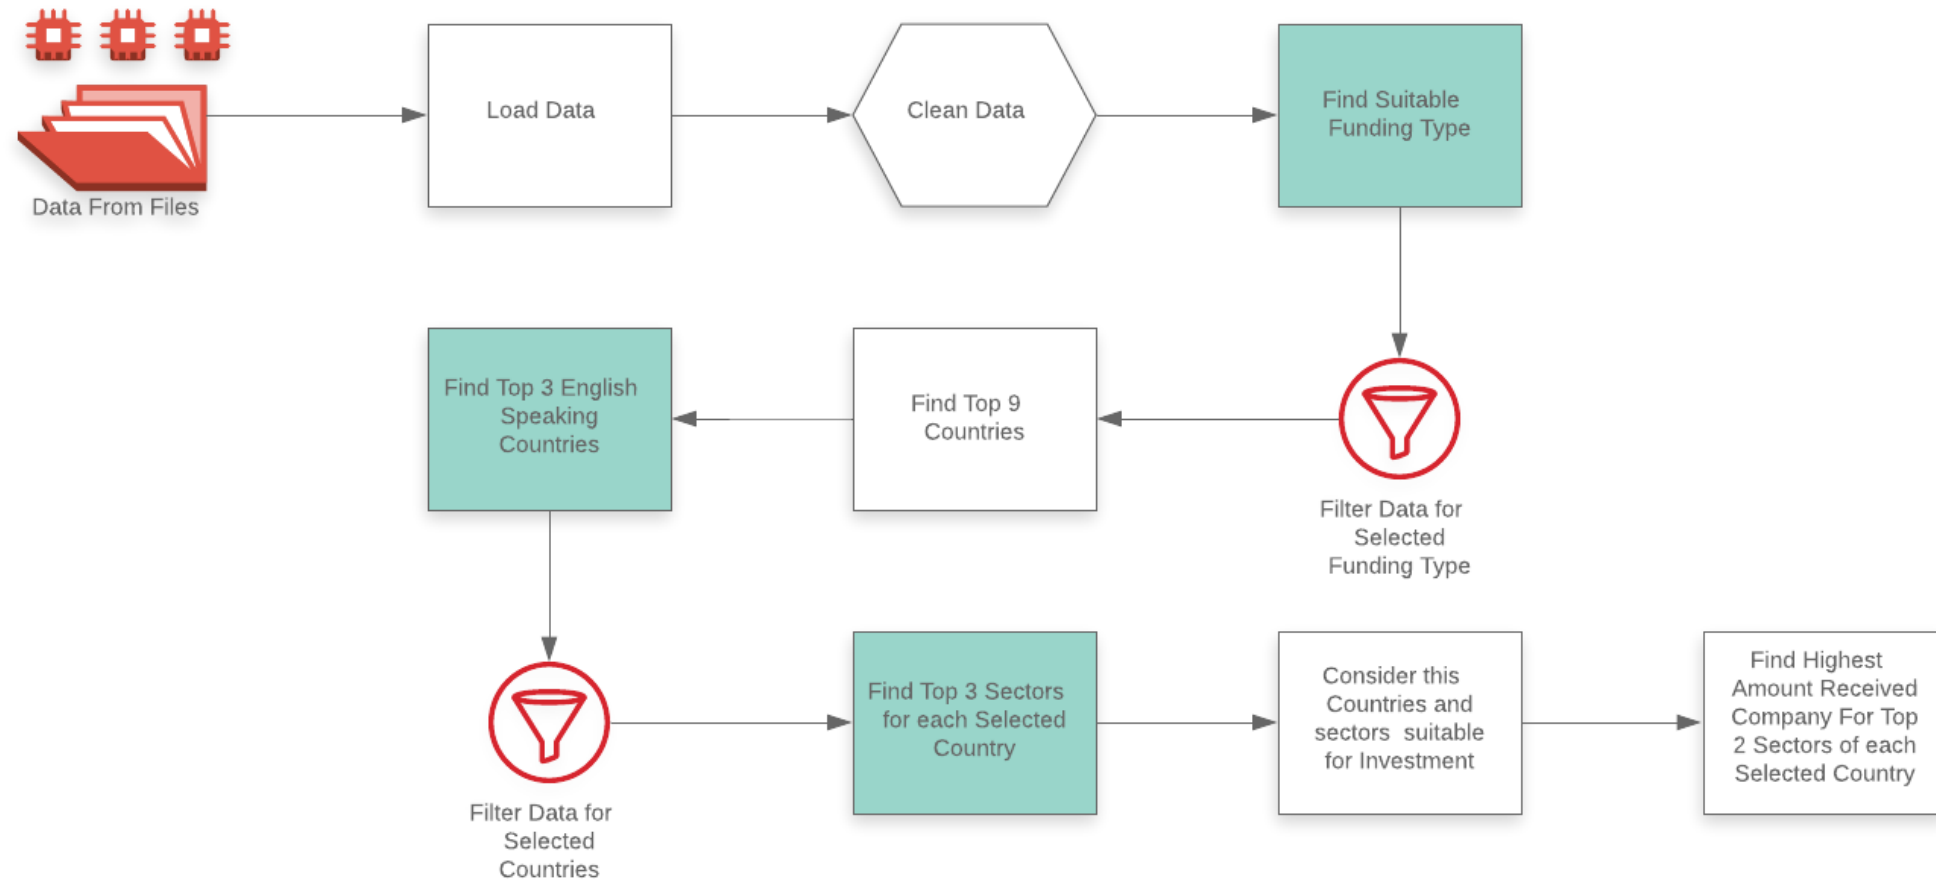 Data From Files
Load Data
Clean Data
Find Suitable
Funding Type
Find Top 3 English
Speaking
Countries
Find Top 9
Countries
Filter Data for
Selected
Funding Type
Filter Data for
Selected
Countries
Find Top 3 Sectors
for each Selected
Country
Consider this
Countries and
sectors suitable
for Investment
Find Highest
Amount Received
Company For Top
2 Sectors of each
Selected Country